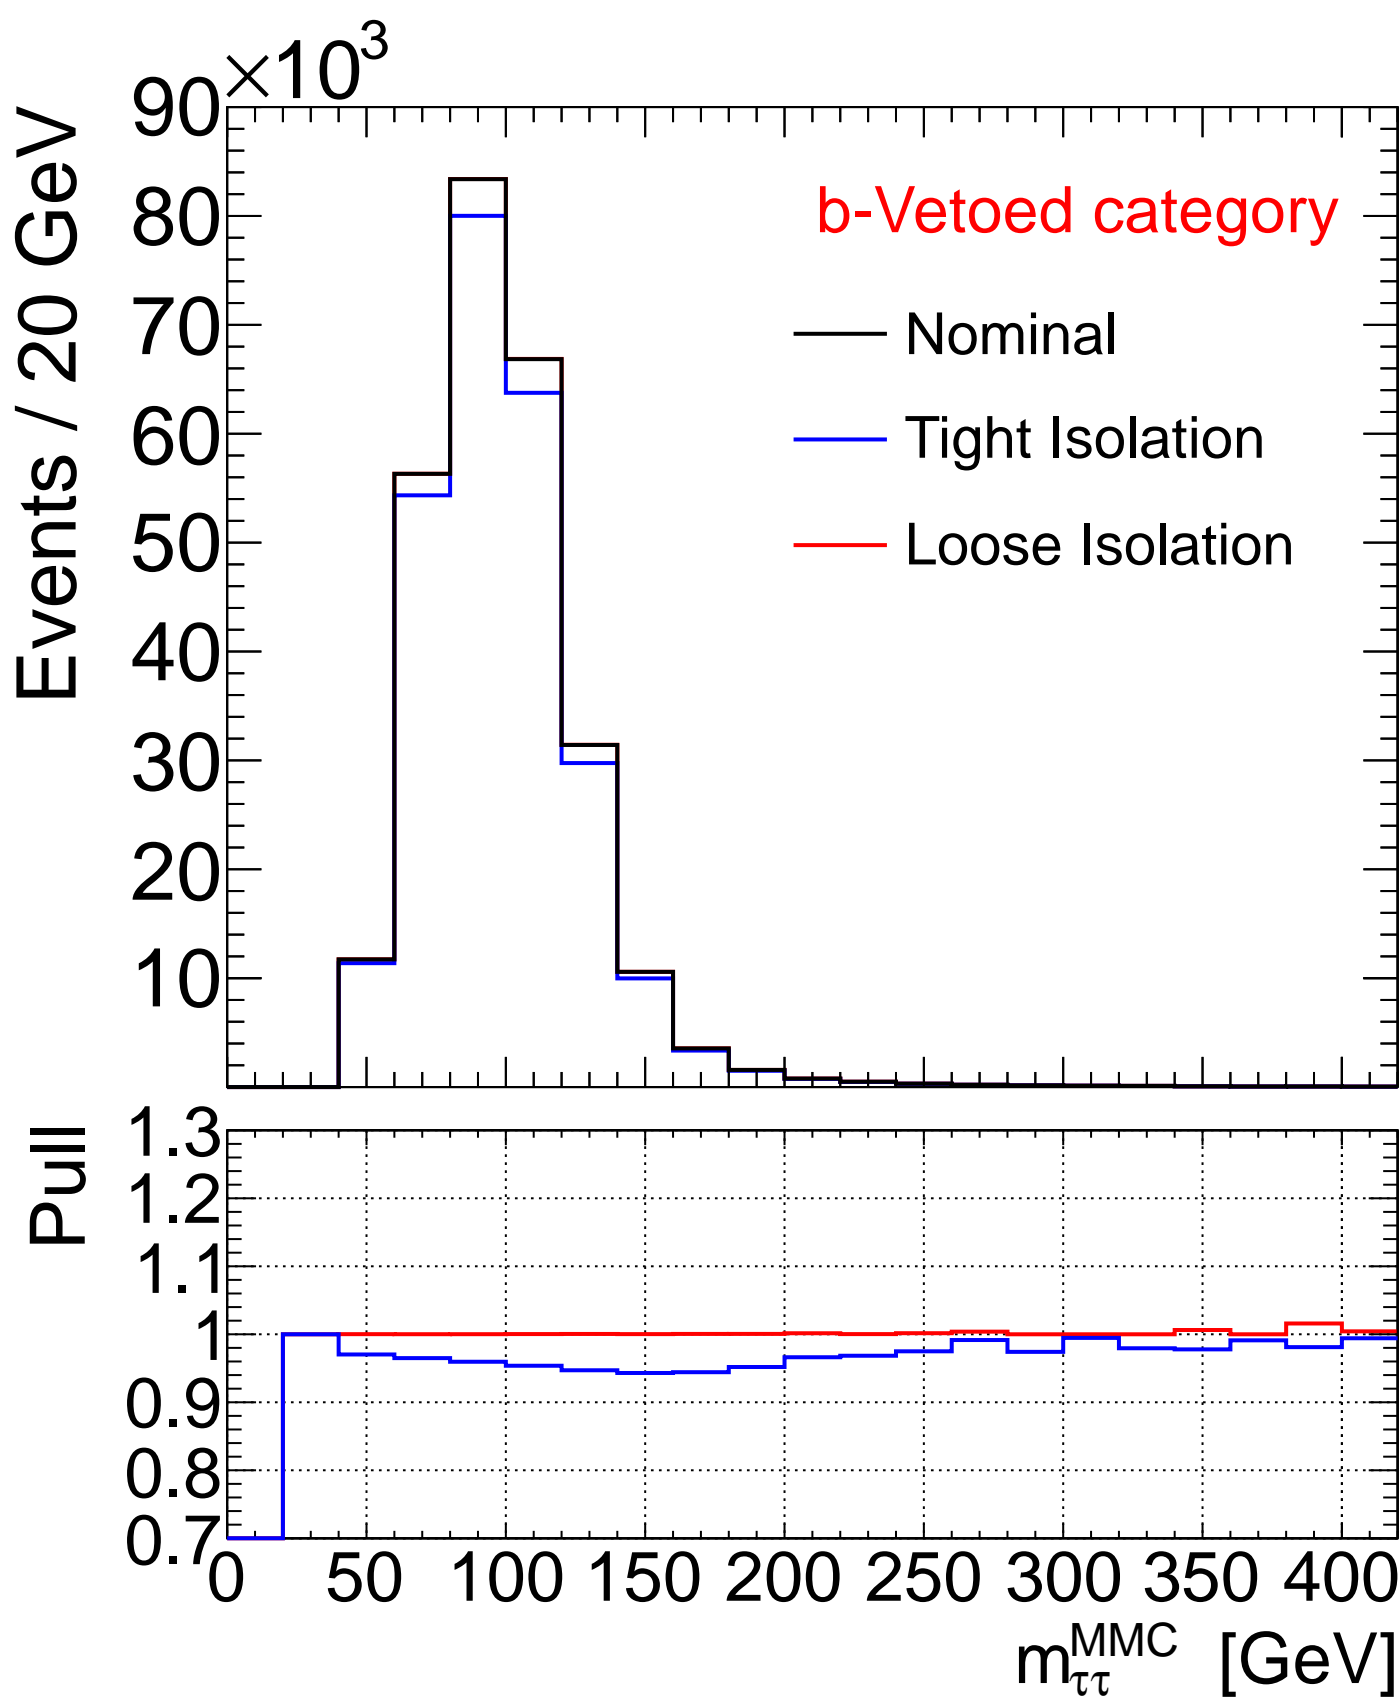 ×10³
90
80
70
60
50
40
30
20
10
Events / 20 GeV
b-Vetoed category
Nominal
Tight Isolation
Loose Isolation
Pull
1.3
1.2
1.1
1
0.9
0.8
0.7
0 50 100 150 200 250 300 350 400
m_ττ^MMC [GeV]